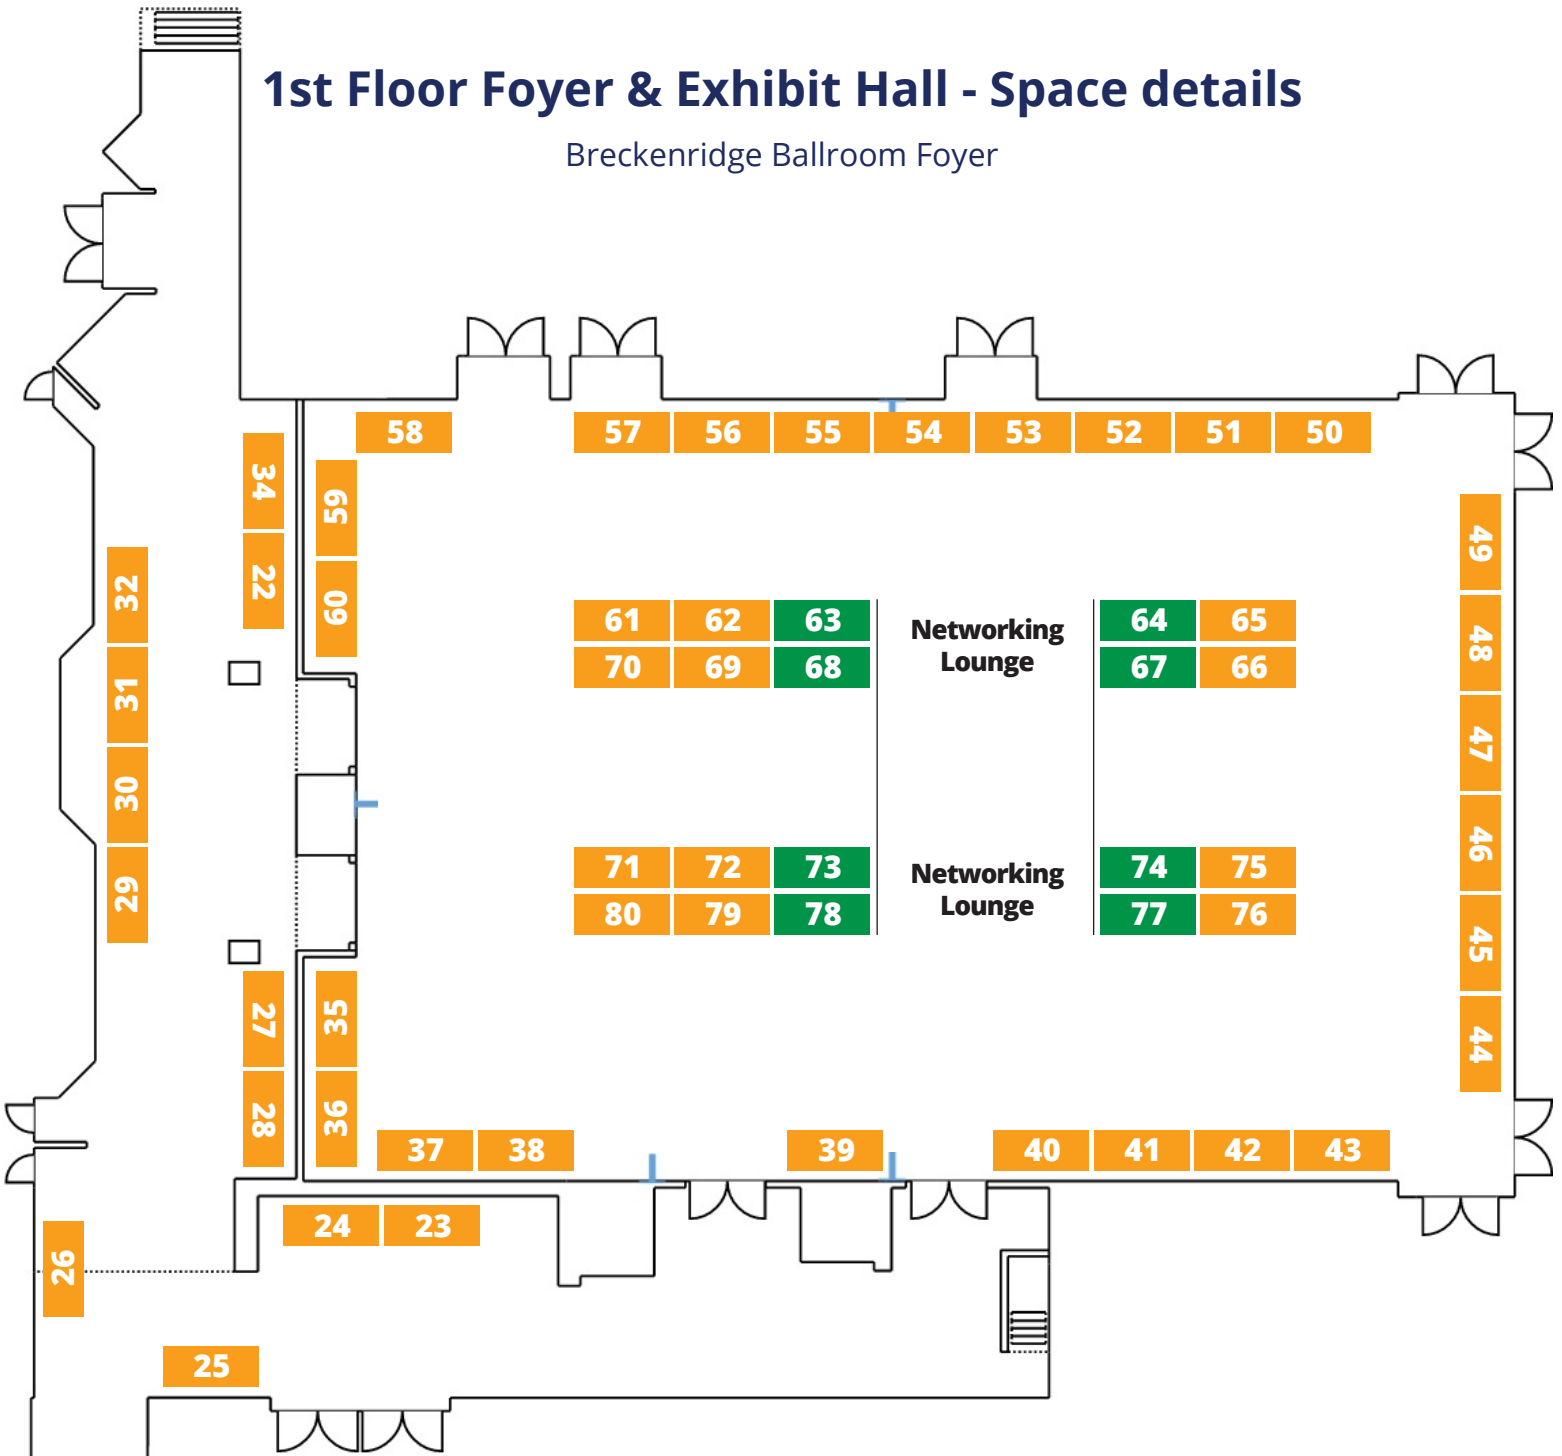 1st Floor Foyer & Exhibit Hall - Space details
Breckenridge Ballroom Foyer
58 57 56 55 54 53 52 51 50
34
59
49
22
60
32
48
61 62 63 Networking Lounge 64 65
70 69 68 67 66
31
47
30
46
29
71 72 73 Networking Lounge 74 75
80 79 78 77 76
45
27
35
44
28
36
37 38 39 40 41 42 43
24 23
26
25